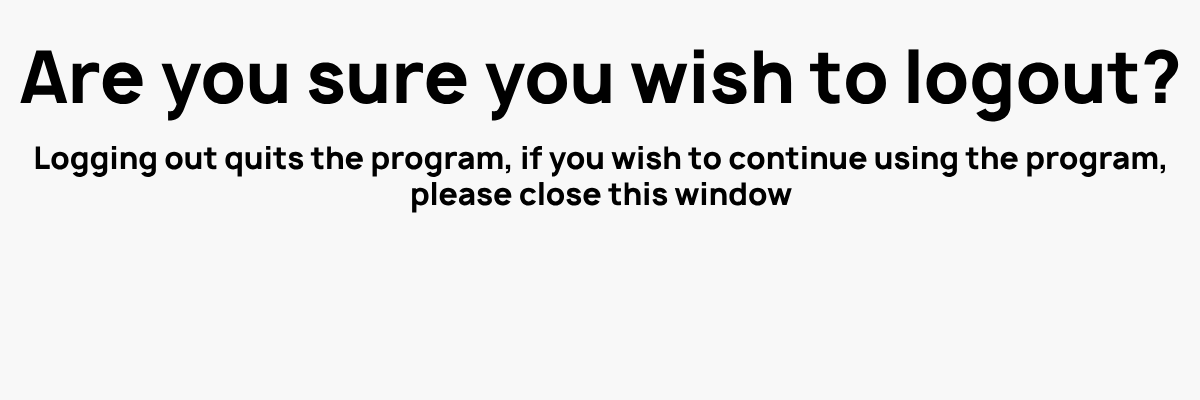 Are you sure you wish to logout?
Logging out quits the program, if you wish to continue using the program,
please close this window